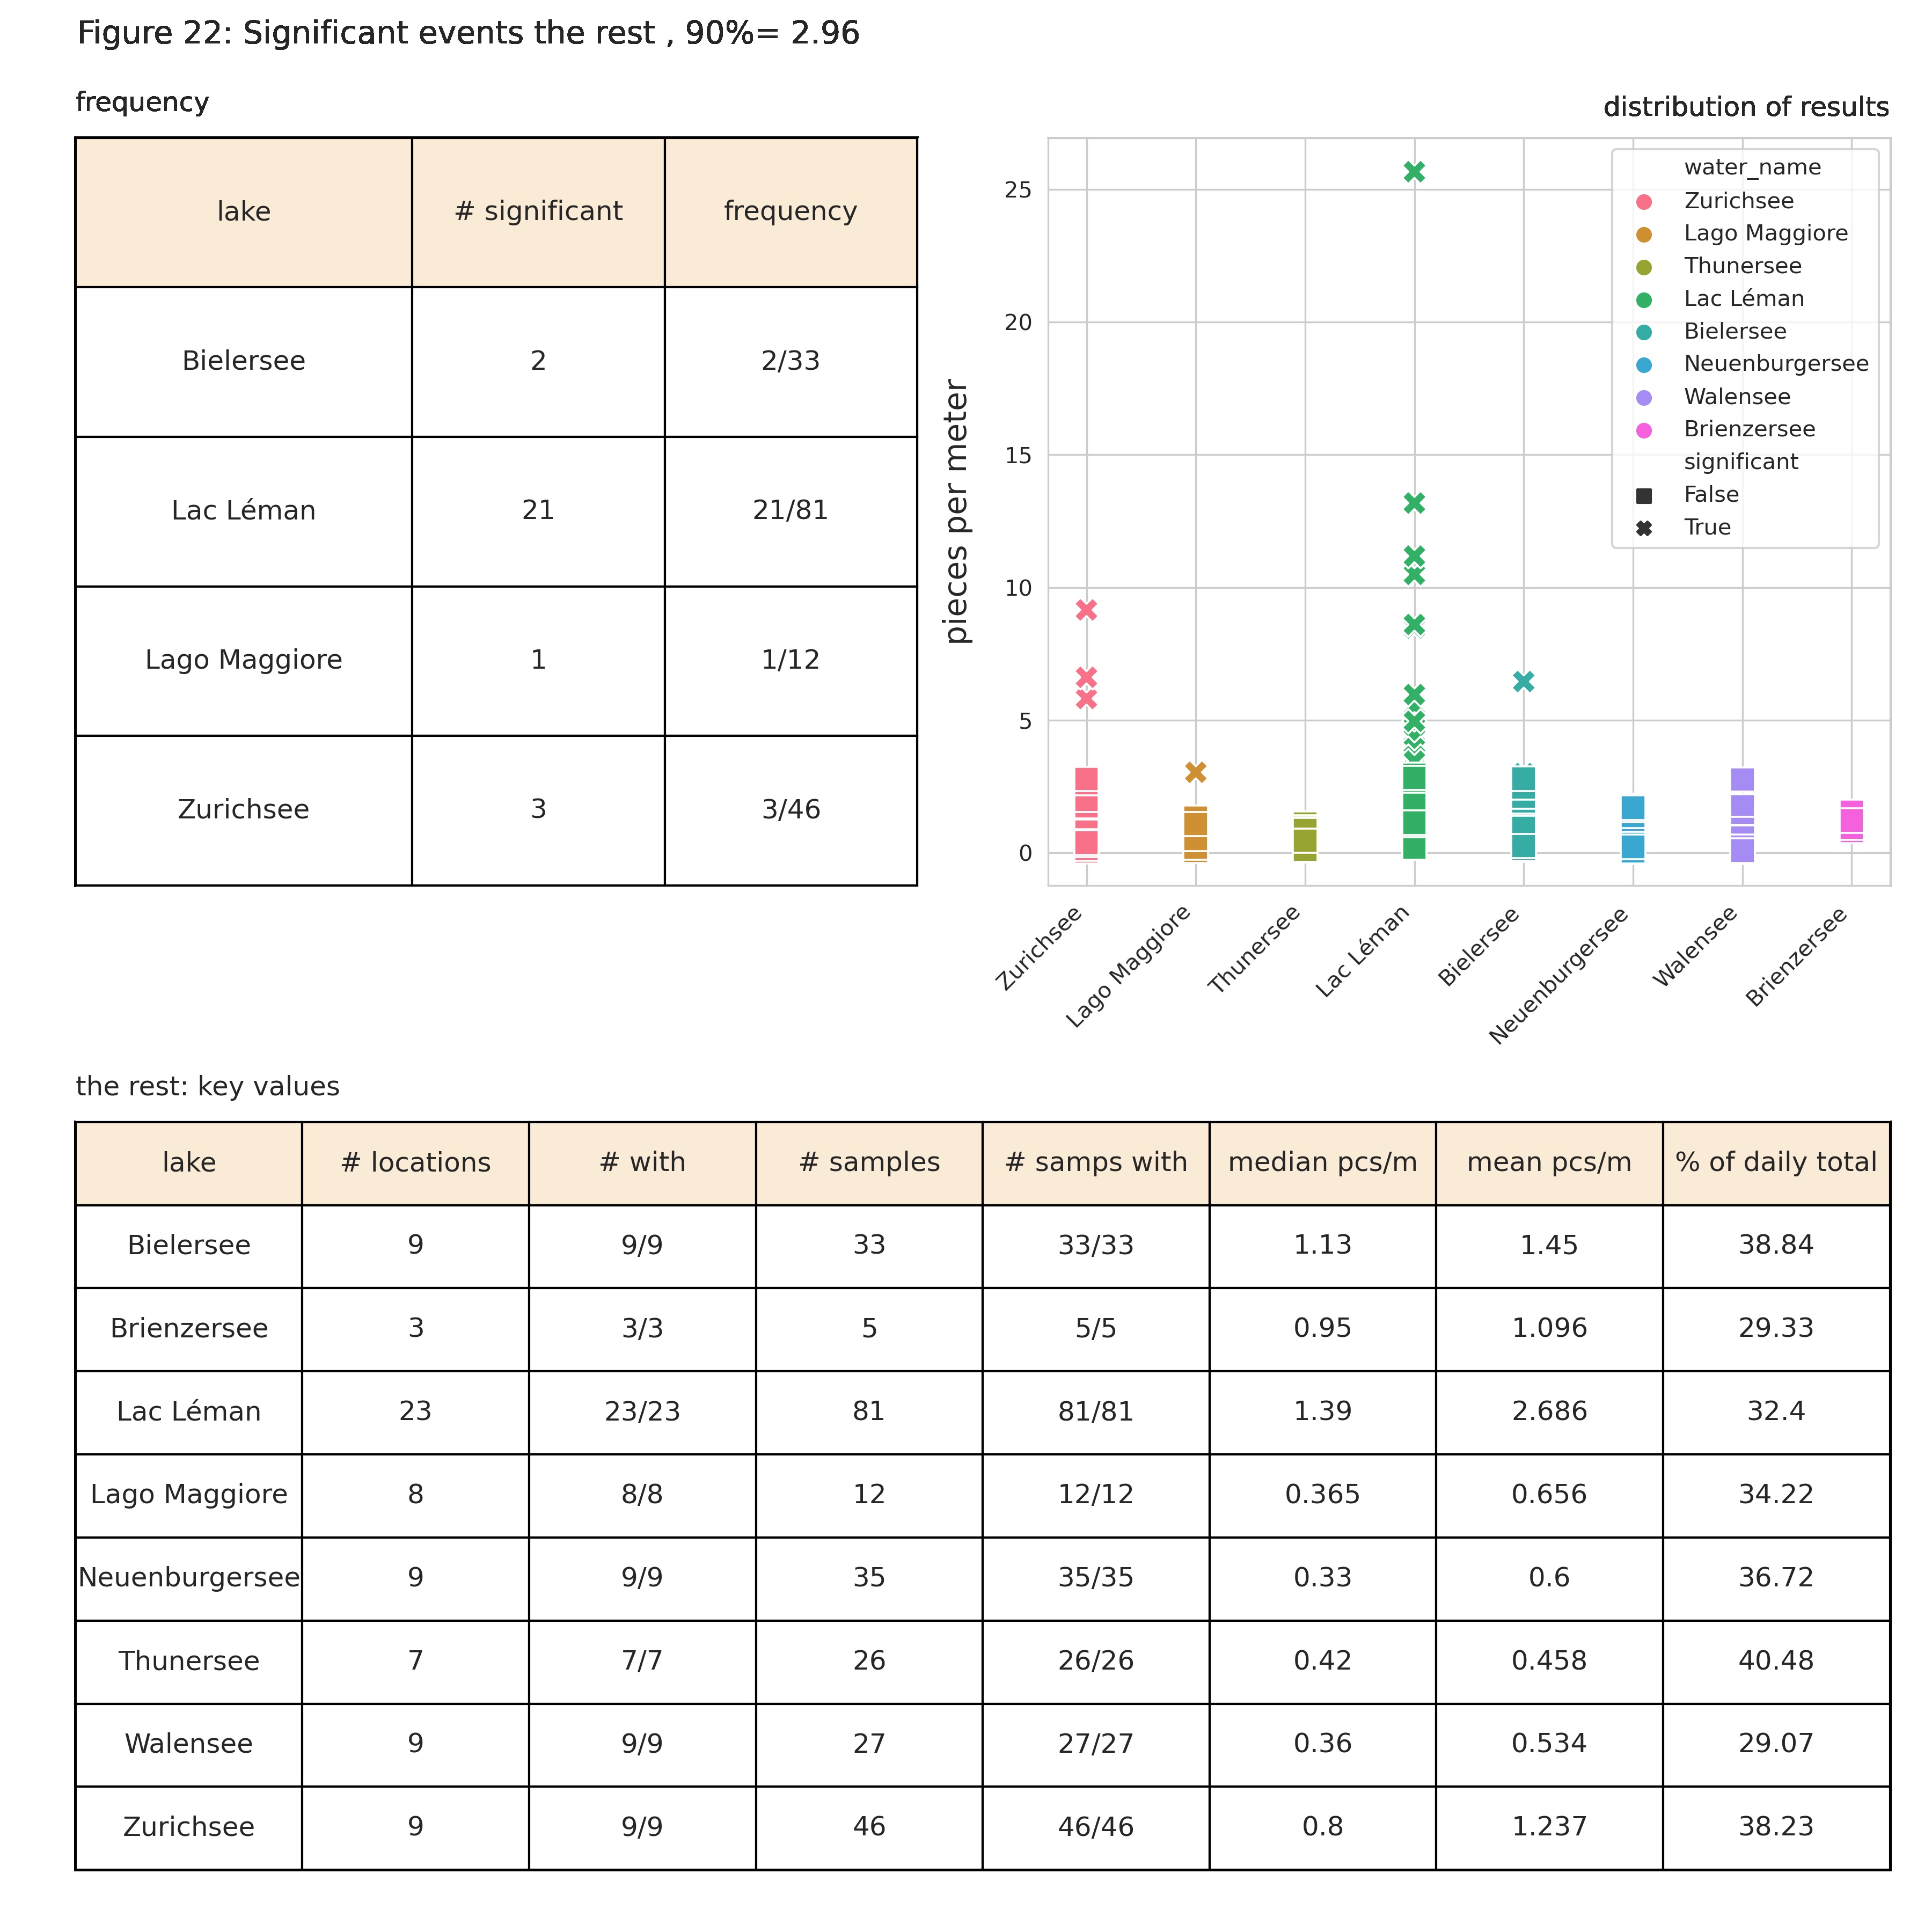 Figure 22: Significant events the rest , 90%= 2.96
frequency
lake # significant frequency
Bielersee 2 2/33
Lac Léman 21 21/81
Lago Maggiore 1 1/12
Zurichsee 3 3/46
distribution of results
pieces per meter
25
20
15
10
5
0
water_name
Zurichsee
Lago Maggiore
Thunersee
Lac Léman
Bielersee
Neuenburgersee
Walensee
Brienzersee
significant
False
True
Zurichsee
Lago Maggiore
Thunersee
Lac Léman
Bielersee
Neuenburgersee
Walensee
Brienzersee
the rest: key values
lake # locations # with # samples # samps with median pcs/m mean pcs/m % of daily total
Bielersee 9 9/9 33 33/33 1.13 1.45 38.84
Brienzersee 3 3/3 5 5/5 0.95 1.096 29.33
Lac Léman 23 23/23 81 81/81 1.39 2.686 32.4
Lago Maggiore 8 8/8 12 12/12 0.365 0.656 34.22
Neuenburgersee 9 9/9 35 35/35 0.33 0.6 36.72
Thunersee 7 7/7 26 26/26 0.42 0.458 40.48
Walensee 9 9/9 27 27/27 0.36 0.534 29.07
Zurichsee 9 9/9 46 46/46 0.8 1.237 38.23